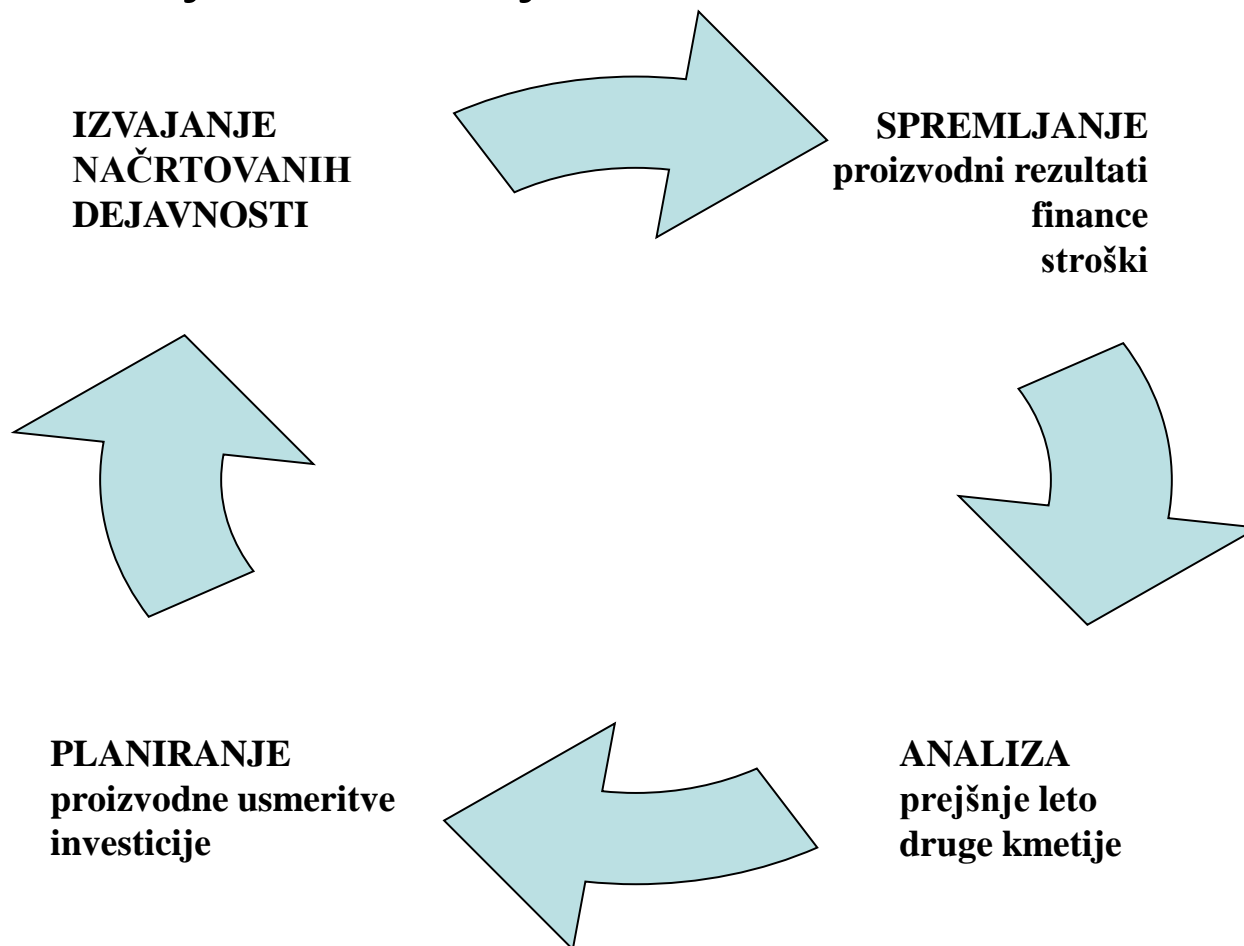 IZVAJANJE
NAČRTOVANIH
DEJAVNOSTI
SPREMLJANJE
proizvodni rezultati
finance
stroški
ANALIZA
prejšnje leto
druge kmetije
PLANIRANJE
proizvodne usmeritve
investicije